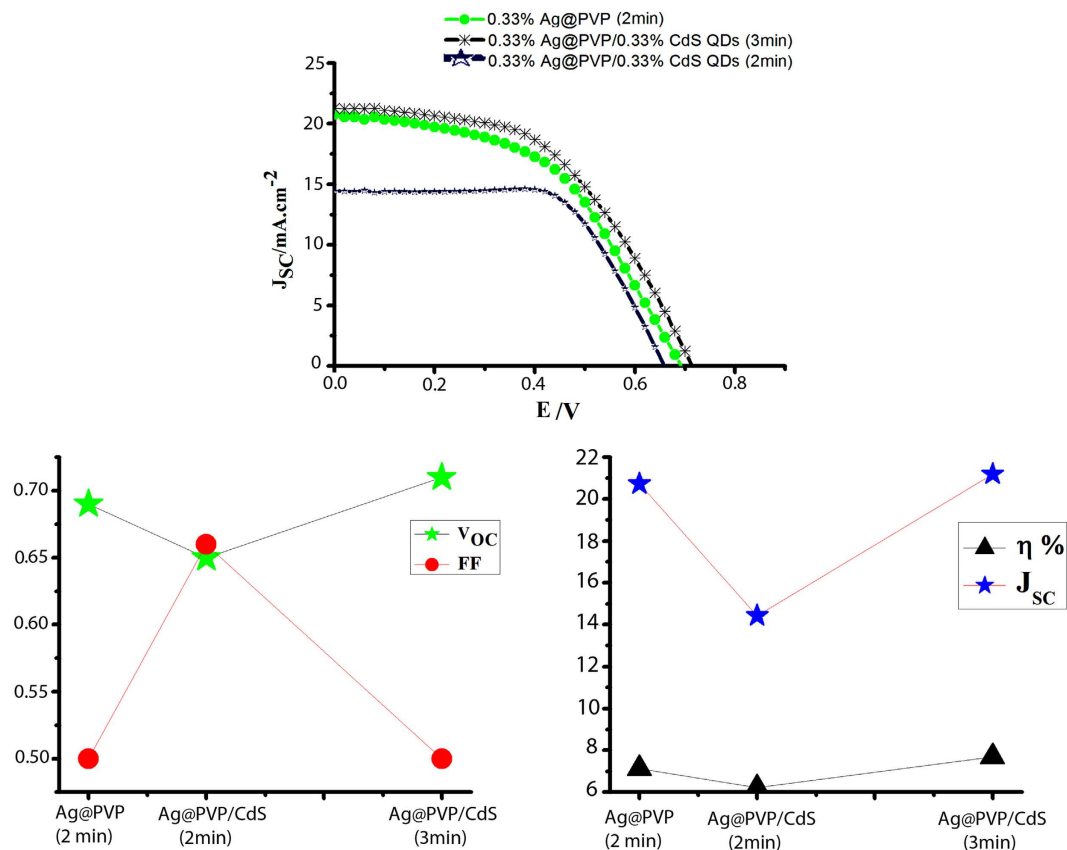 0.33% Ag@PVP (2min)
0.33% Ag@PVP/0.33% CdS QDs (3min)
0.33% Ag@PVP/0.33% CdS QDs (2min)
25
20
15
10
5
0
J_SC/mA.cm⁻²
0.0 0.2 0.4 0.6 0.8
E /V
0.70
0.65
0.60
0.55
0.50
V_OC
FF
Ag@PVP
(2 min)
Ag@PVP/CdS
(2min)
Ag@PVP/CdS
(3min)
22
20
18
16
14
12
10
8
6
η %
J_SC
Ag@PVP
(2 min)
Ag@PVP/CdS
(2min)
Ag@PVP/CdS
(3min)